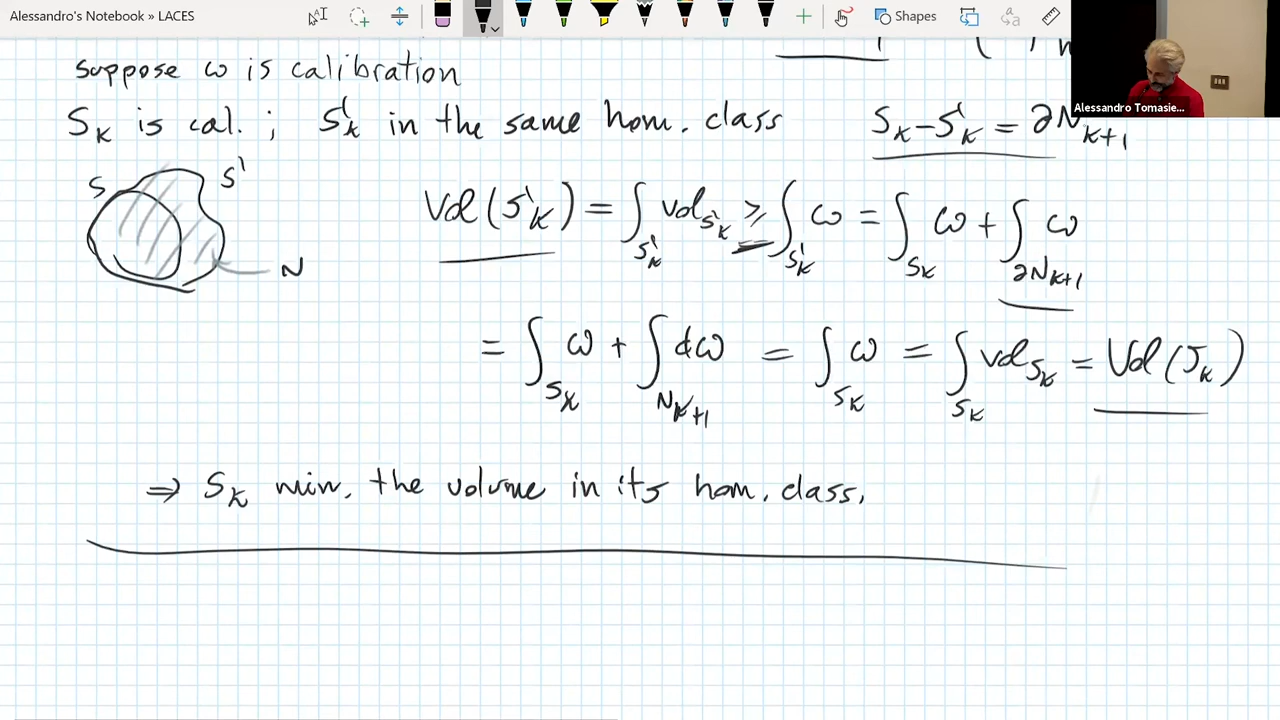 Alessandro's Notebook » LACES
Shapes
suppose ω is calibration
Alessandro Tomasie...
S_k is cal. ; S'_k in the same hom. class S_k - S'_k = ∂N_{k+1}
S S'
N
Vol(S'_k) = ∫_{S'_k} vol_{S'_k} ≥ ∫_{S'_k} ω = ∫_{S_k} ω + ∫_{∂N_{k+1}} ω
= ∫_{S_k} ω + ∫_{N_{k+1}} dω = ∫_{S_k} ω = ∫_{S_k} vol_{S_k} = Vol(S_k)
⇒ S_k min. the volume in its hom. class.